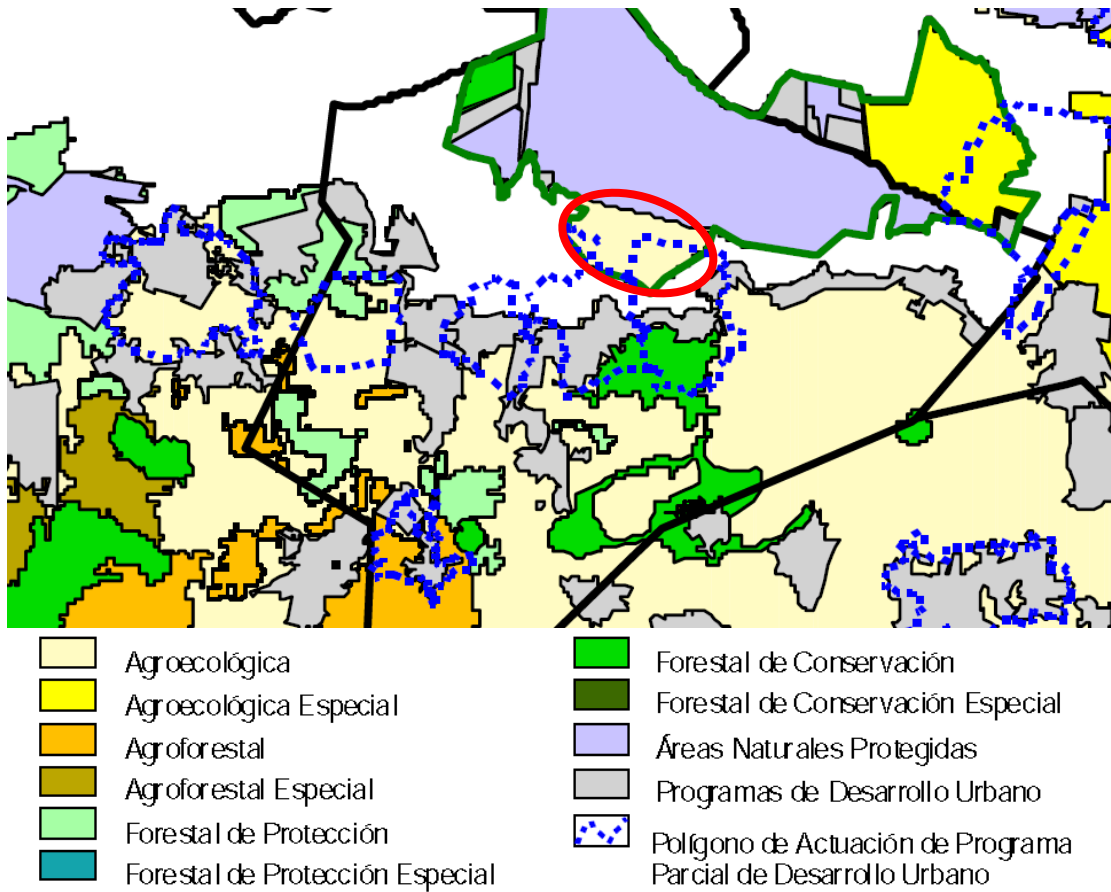 Agroecológica
Agroecológica Especial
Agroforestal
Agroforestal Especial
Forestal de Protección
Forestal de Protección Especial
Forestal de Conservación
Forestal de Conservación Especial
Áreas Naturales Protegidas
Programas de Desarrollo Urbano
Polígono de Actuación de Programa
Parcial de Desarrollo Urbano